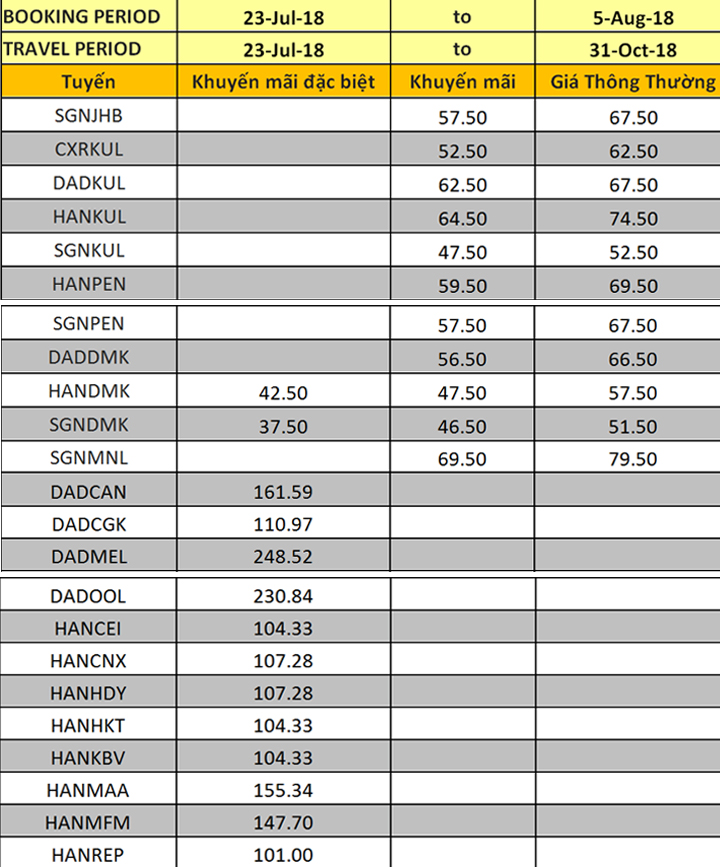 BOOKING PERIOD 23-Jul-18 to 5-Aug-18
TRAVEL PERIOD 23-Jul-18 to 31-Oct-18
Tuyến Khuyến mãi đặc biệt Khuyến mãi Giá Thông Thường
SGNJHB 57.50 67.50
CXRKUL 52.50 62.50
DADKUL 62.50 67.50
HANKUL 64.50 74.50
SGNKUL 47.50 52.50
HANPEN 59.50 69.50
SGNPEN 57.50 67.50
DADDMK 56.50 66.50
HANDMK 42.50 47.50 57.50
SGNDMK 37.50 46.50 51.50
SGNMNL 69.50 79.50
DADCAN 161.59
DADCGK 110.97
DADMEL 248.52
DADOOL 230.84
HANCEI 104.33
HANCNX 107.28
HANHDY 107.28
HANHKT 104.33
HANKBV 104.33
HANMAA 155.34
HANMFM 147.70
HANREP 101.00